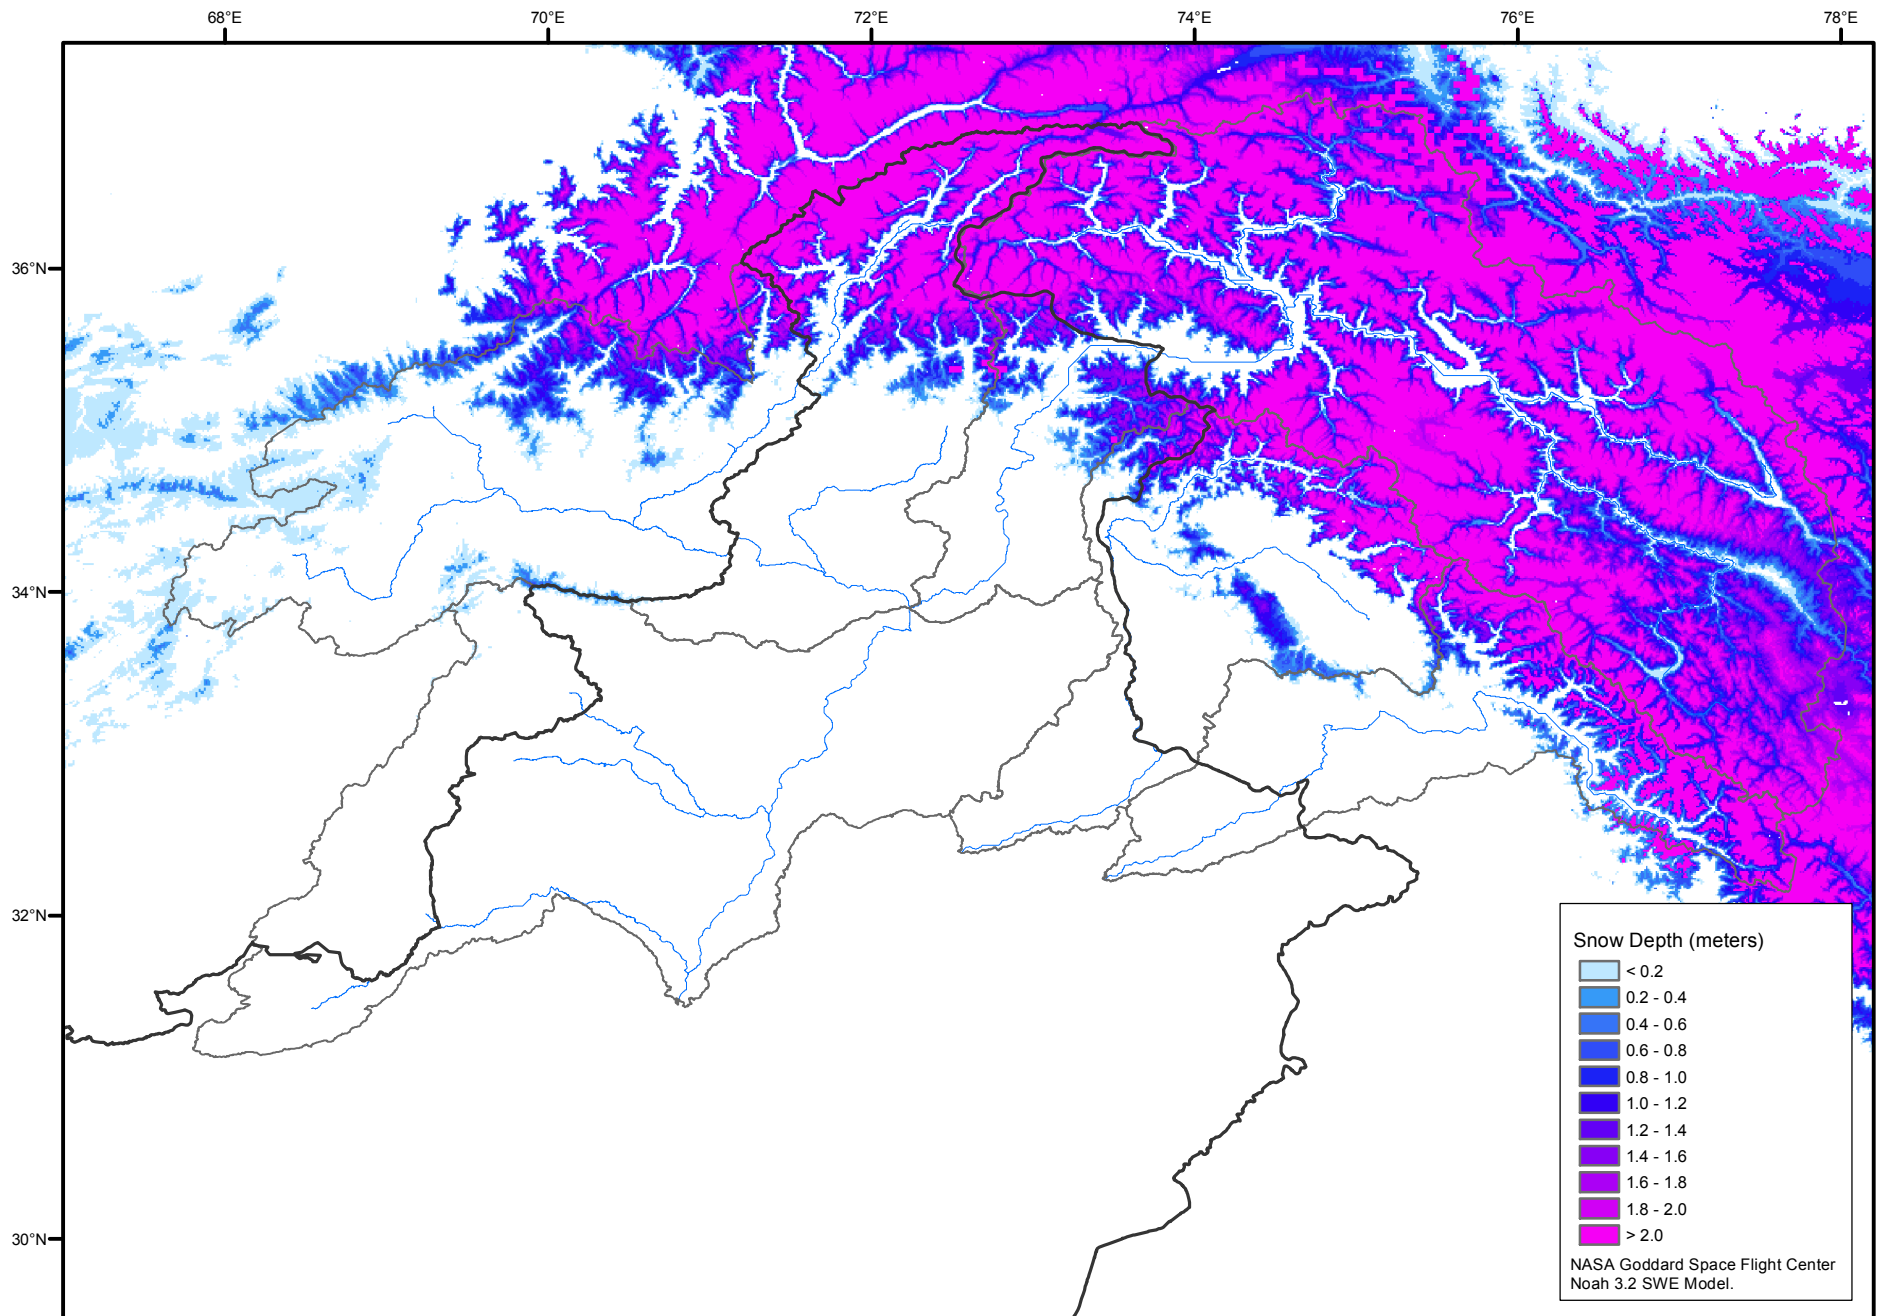 68°E
70°E
72°E
74°E
76°E
78°E
36°N
34°N
32°N
30°N
Snow Depth (meters)
< 0.2
0.2 - 0.4
0.4 - 0.6
0.6 - 0.8
0.8 - 1.0
1.0 - 1.2
1.2 - 1.4
1.4 - 1.6
1.6 - 1.8
1.8 - 2.0
> 2.0
NASA Goddard Space Flight Center
Noah 3.2 SWE Model.